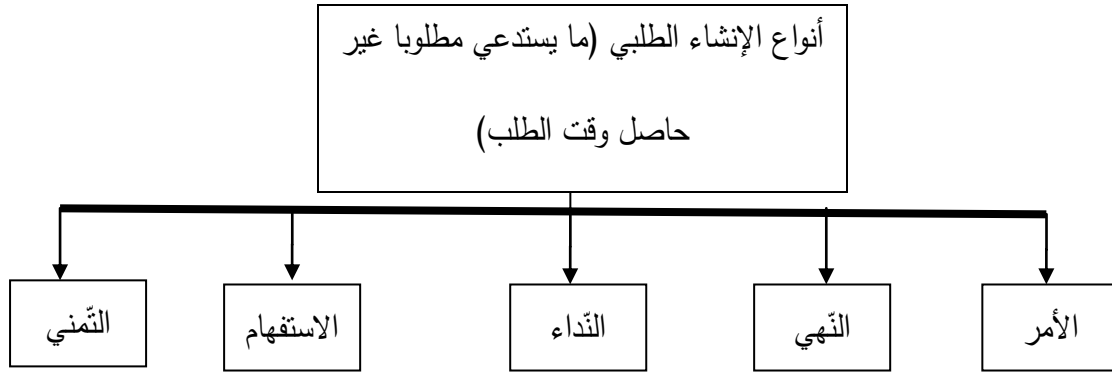 أنواع الإنشاء الطلبي (ما يستدعي مطلوبا غير
حاصل وقت الطلب)
الأمر
النّهي
النّداء
الاستفهام
التّمني